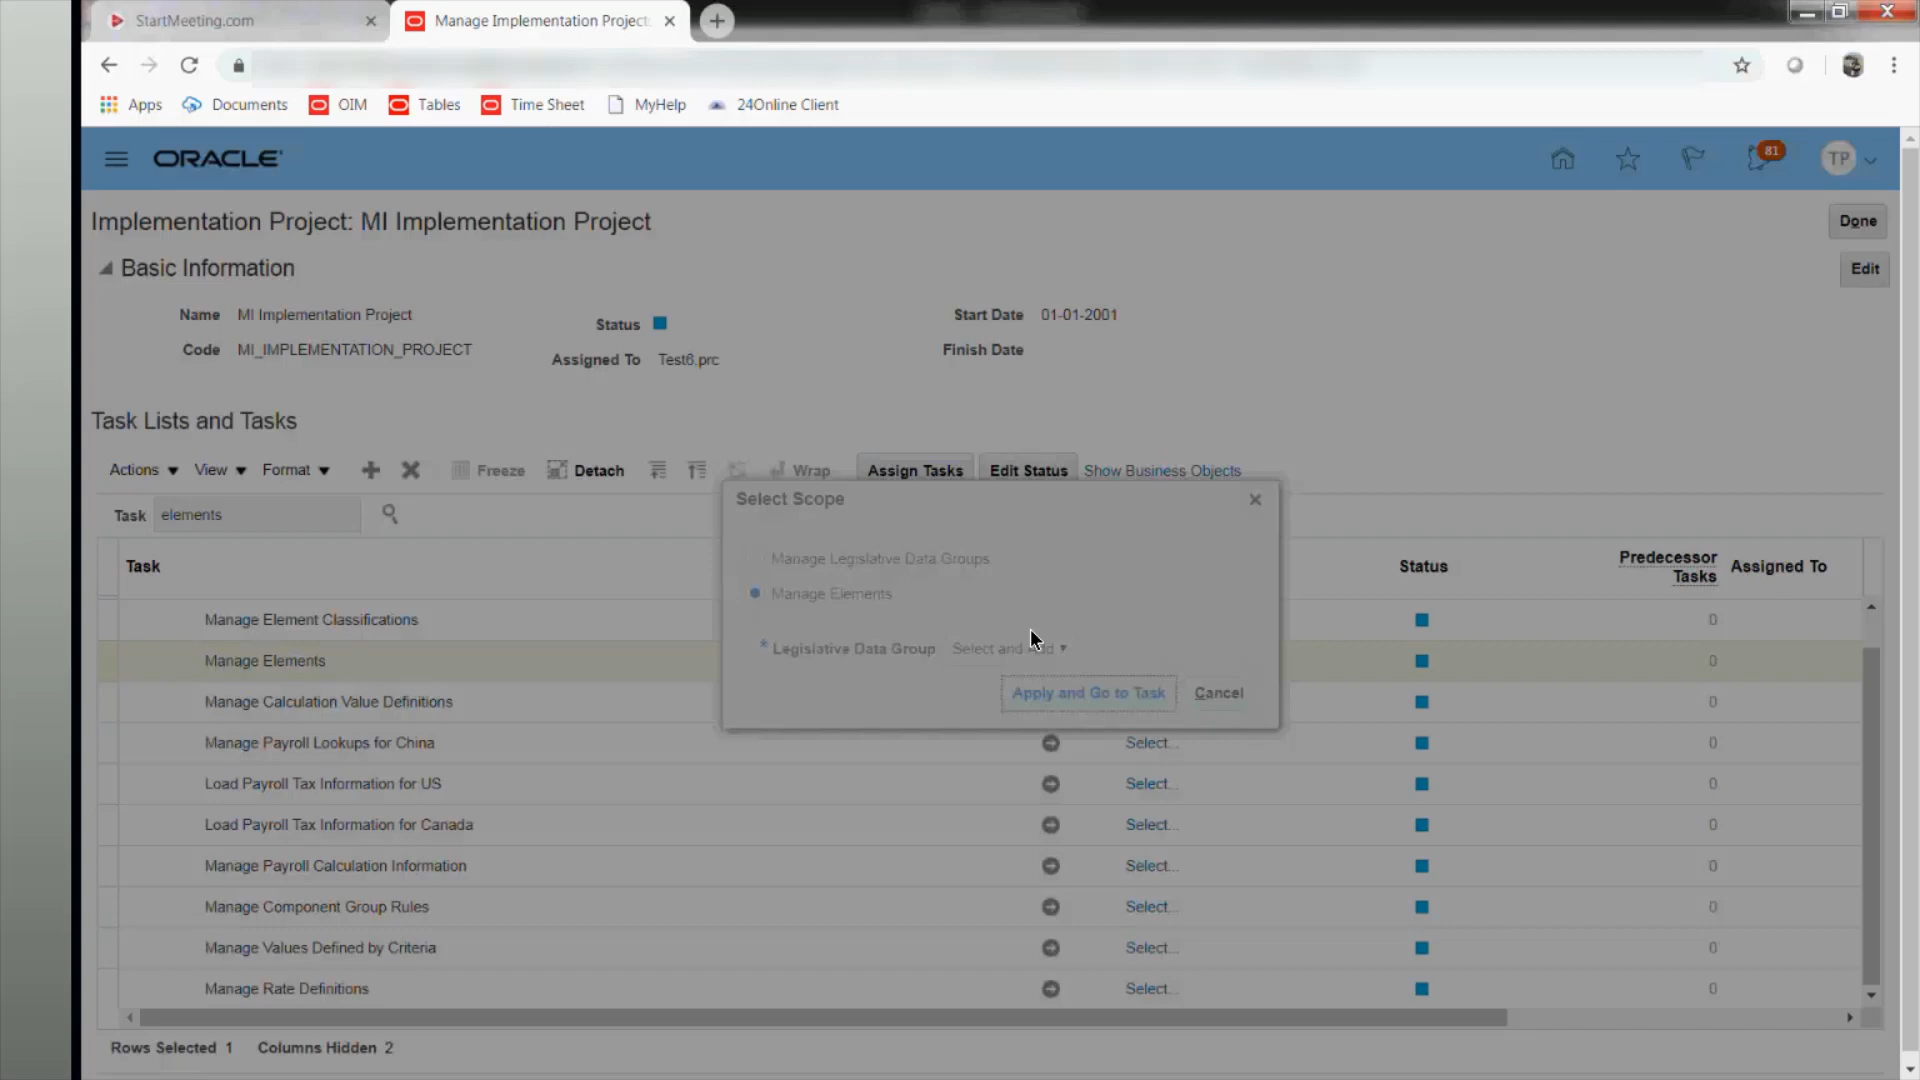 StartMeeting.com
Manage Implementation Project:
Apps Documents OIM Tables Time Sheet MyHelp 24Online Client
ORACLE
81
TP
Implementation Project: MI Implementation Project
Done
Basic Information
Edit
Name MI Implementation Project
Status
Start Date 01-01-2001
Code MI_IMPLEMENTATION_PROJECT
Assigned To Test6.prc
Finish Date
Task Lists and Tasks
Actions View Format Freeze Detach Wrap Assign Tasks Edit Status Show Business Objects
Task elements
Select Scope
Manage Legislative Data Groups
Manage Elements
* Legislative Data Group Select and Add
Apply and Go to Task Cancel
Task Status Predecessor Tasks Assigned To
Manage Element Classifications 0
Manage Elements 0
Manage Calculation Value Definitions 0
Manage Payroll Lookups for China Select... 0
Load Payroll Tax Information for US Select... 0
Load Payroll Tax Information for Canada Select... 0
Manage Payroll Calculation Information Select... 0
Manage Component Group Rules Select... 0
Manage Values Defined by Criteria Select... 0
Manage Rate Definitions Select... 0
Rows Selected 1 Columns Hidden 2